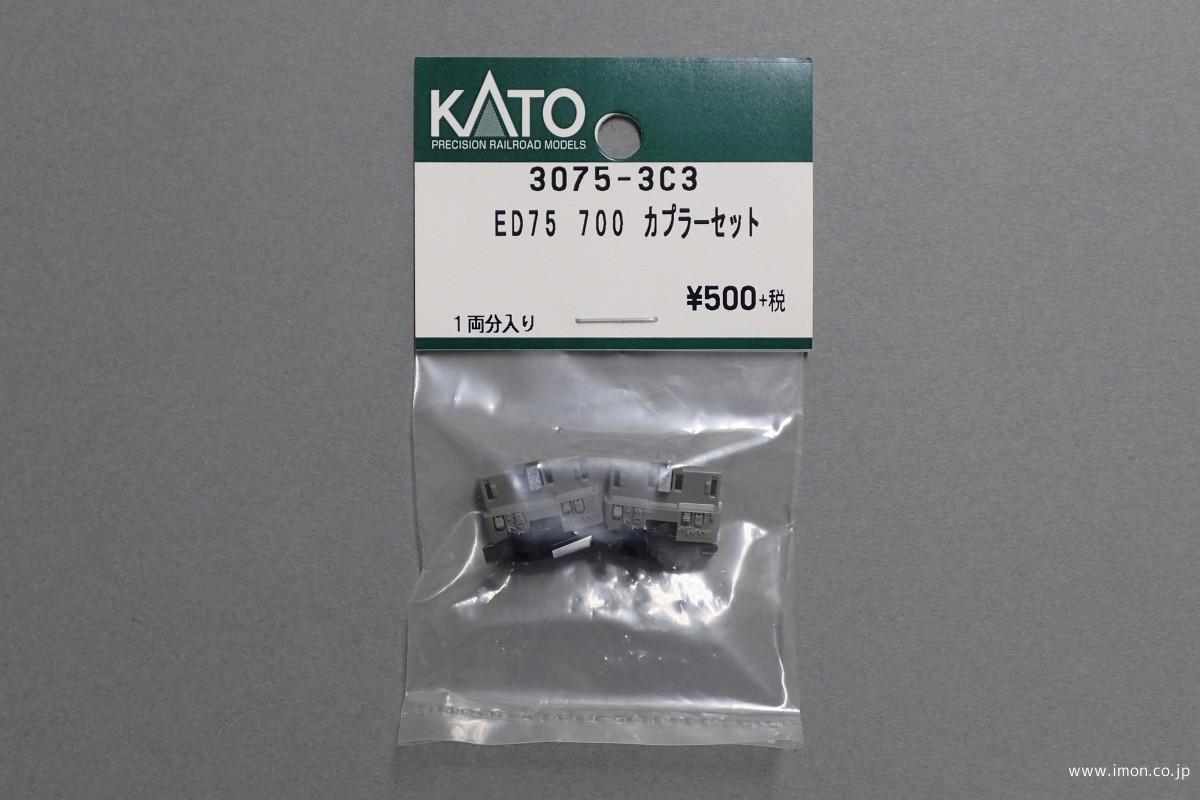 KATO
PRECISION RAILROAD MODELS
3075-3C3
ED75 700 カプラーセット
¥500+税
1両分入り
www.imon.co.jp